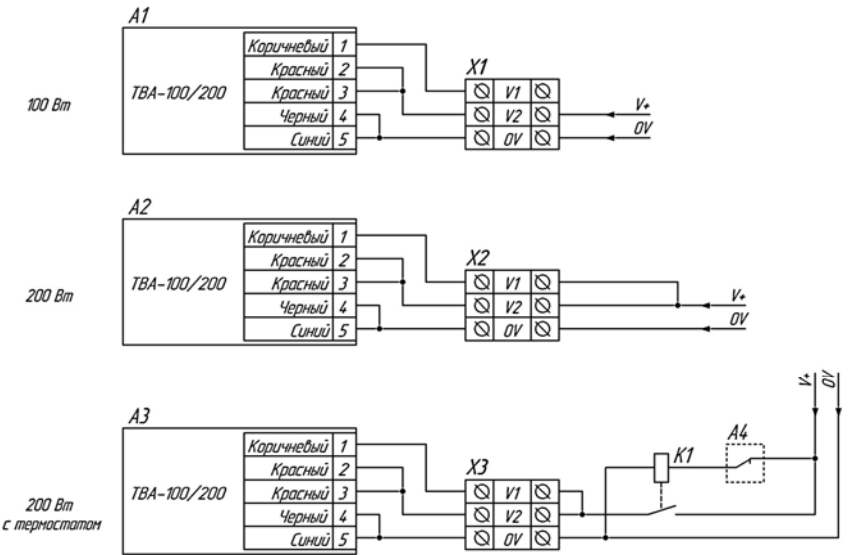 A1
ТВА-100/200
Коричневый 1
Красный 2
Красный 3
Черный 4
Синий 5
100 Вт
X1
V1
V2
0V
V+
0V
A2
ТВА-100/200
Коричневый 1
Красный 2
Красный 3
Черный 4
Синий 5
200 Вт
X2
V1
V2
0V
V+
0V
A3
ТВА-100/200
Коричневый 1
Красный 2
Красный 3
Черный 4
Синий 5
200 Вт
с термостатом
X3
V1
V2
0V
K1
A4
V+
0V